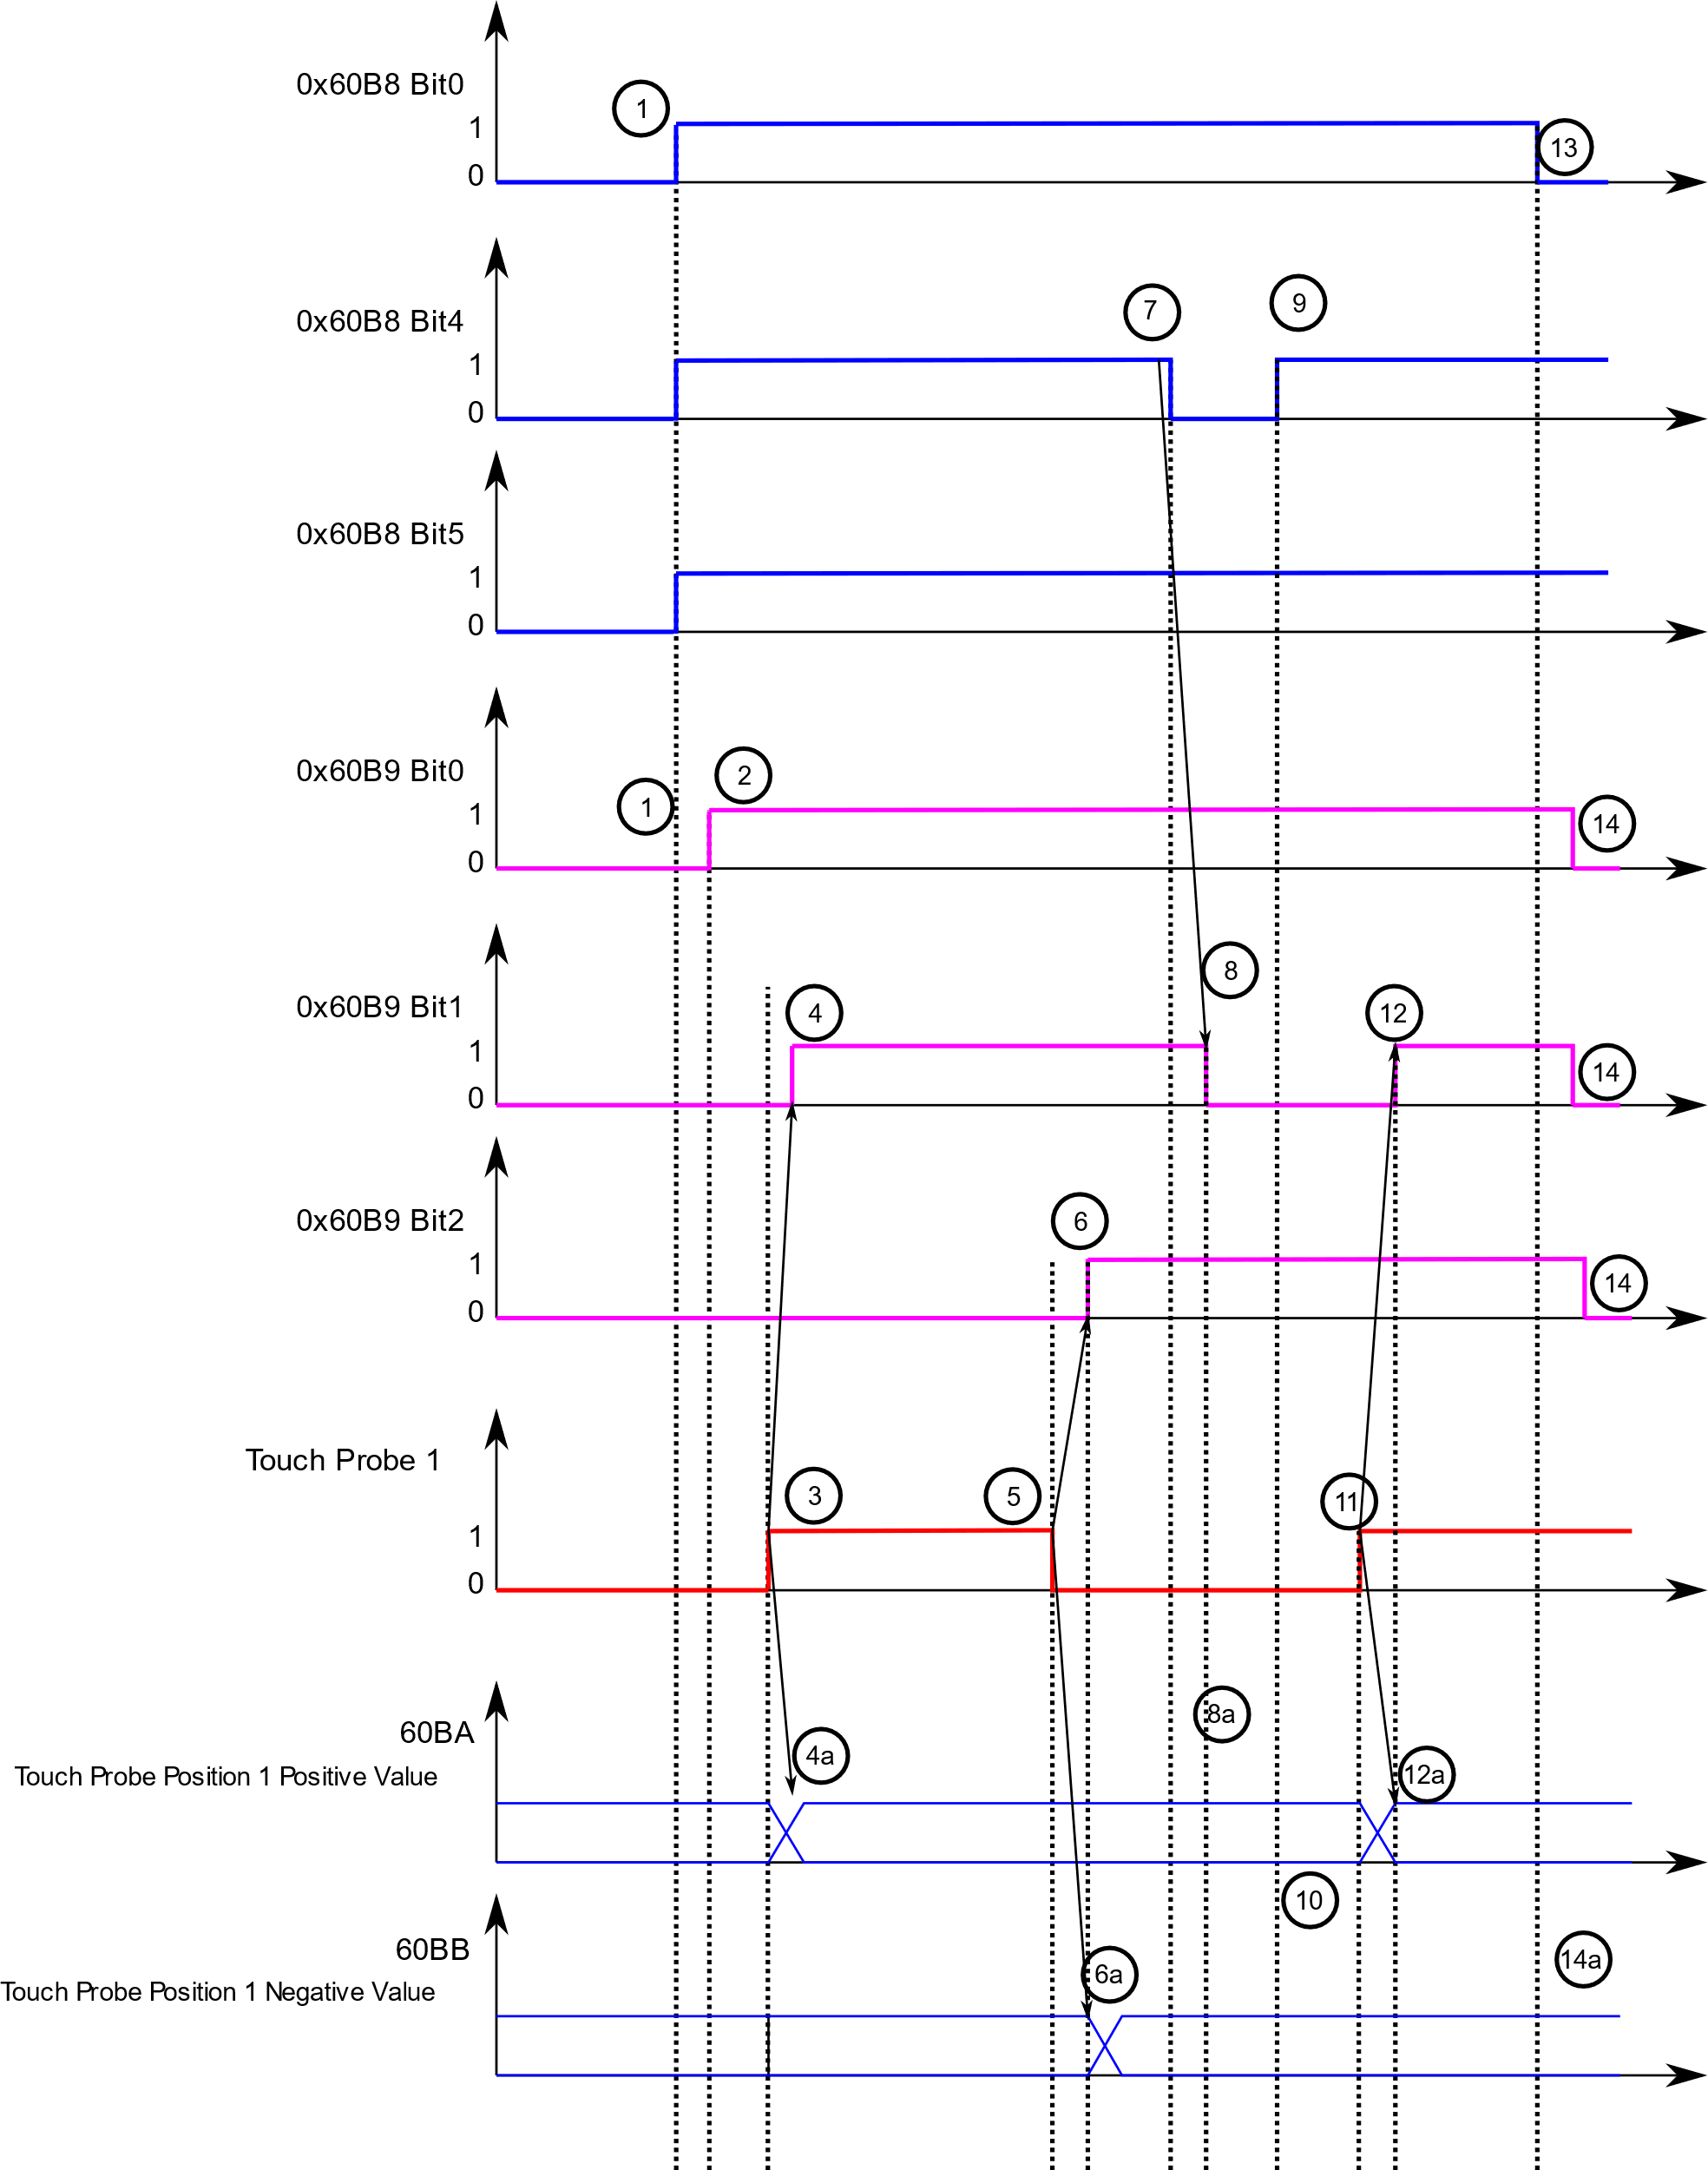 0x60B8 Bit0
1
13
1
0
0x60B8 Bit4
7
9
1
0
0x60B8 Bit5
1
0
0x60B9 Bit0
2
1
1
14
0
0x60B9 Bit1
8
4
12
1
14
0
0x60B9 Bit2
6
1
14
0
Touch Probe 1
3
5
11
1
0
60BA
8a
Touch Probe Position 1 Positive Value
4a
12a
10
60BB
14a
Touch Probe Position 1 Negative Value
6a